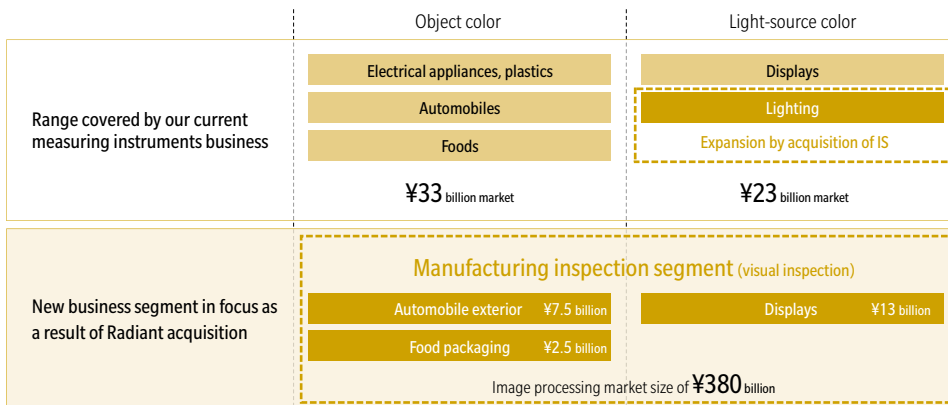 Object color
Light-source color
Range covered by our current
measuring instruments business
Electrical appliances, plastics
Automobiles
Foods
¥33 billion market
Displays
Lighting
Expansion by acquisition of IS
¥23 billion market
New business segment in focus as
a result of Radiant acquisition
Manufacturing inspection segment (visual inspection)
Automobile exterior ¥7.5 billion
Displays ¥13 billion
Food packaging ¥2.5 billion
Image processing market size of ¥380 billion